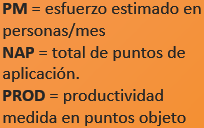 PM = esfuerzo estimado en
personas/mes
NAP = total de puntos de
aplicación.
PROD = productividad
medida en puntos objeto